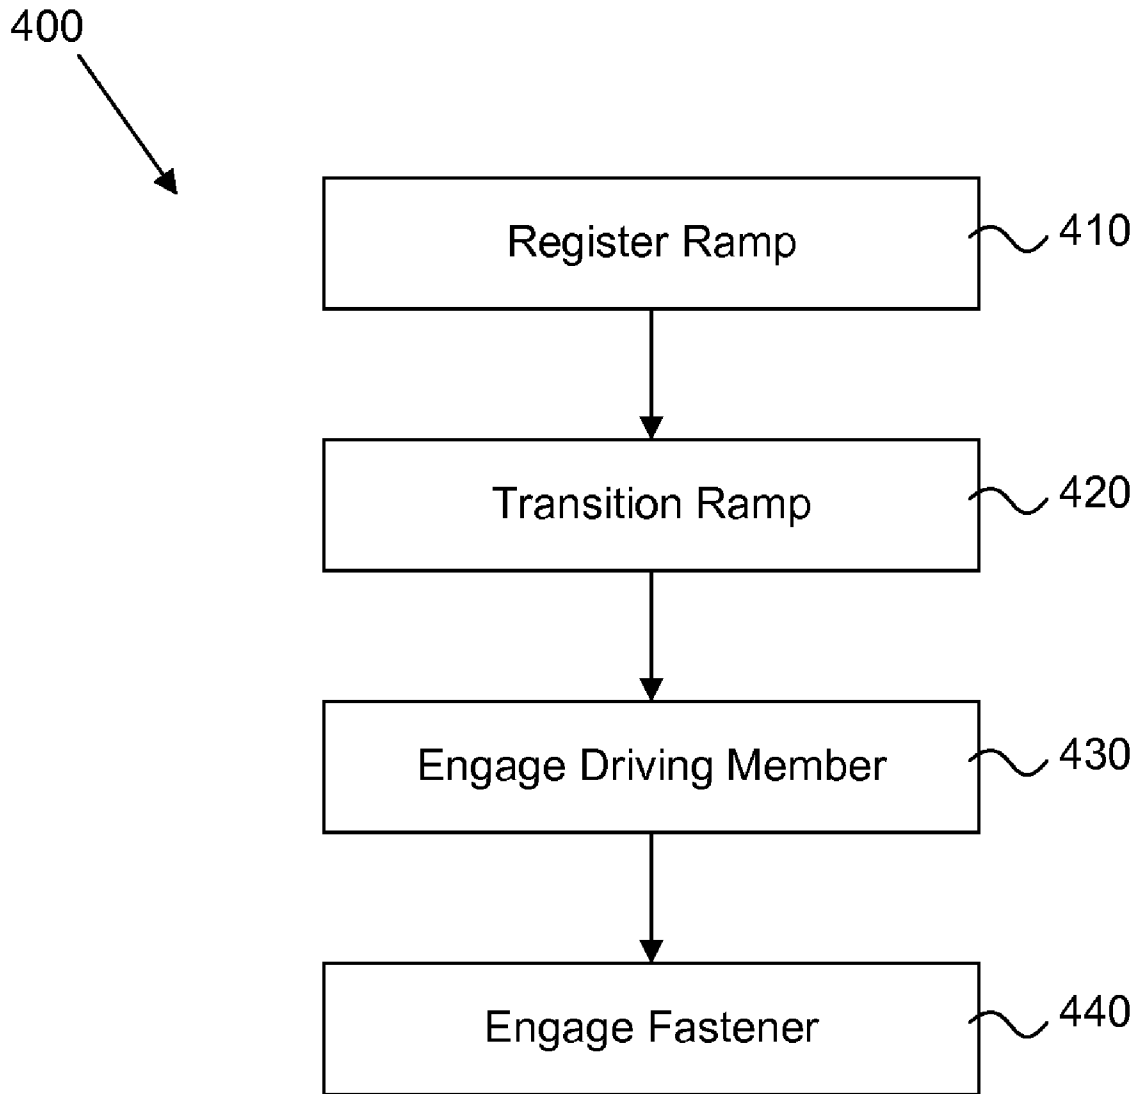 400
Register Ramp
410
Transition Ramp
420
Engage Driving Member
430
Engage Fastener
440